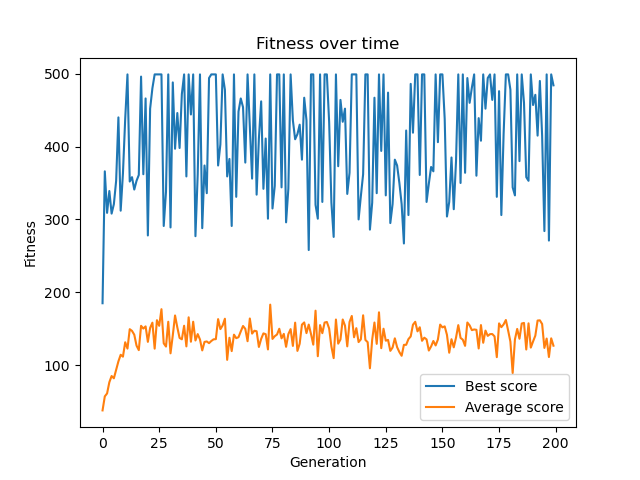 Fitness over time
500
400
300
200
100
Fitness
Best score
Average score
0 25 50 75 100 125 150 175 200
Generation